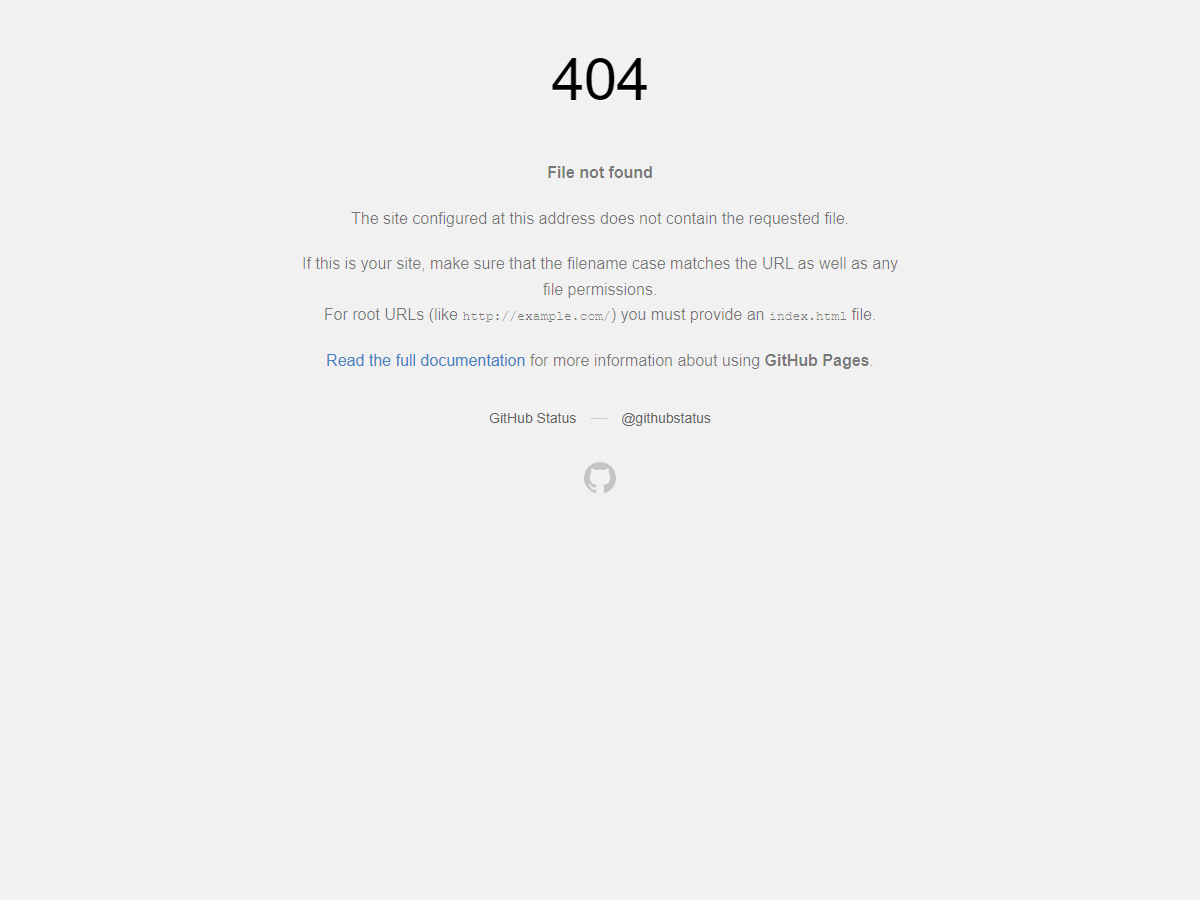 404
File not found
The site configured at this address does not contain the requested file.
If this is your site, make sure that the filename case matches the URL as well as any
file permissions.
For root URLs (like http://example.com/) you must provide an index.html file.
Read the full documentation for more information about using GitHub Pages.
GitHub Status — @githubstatus